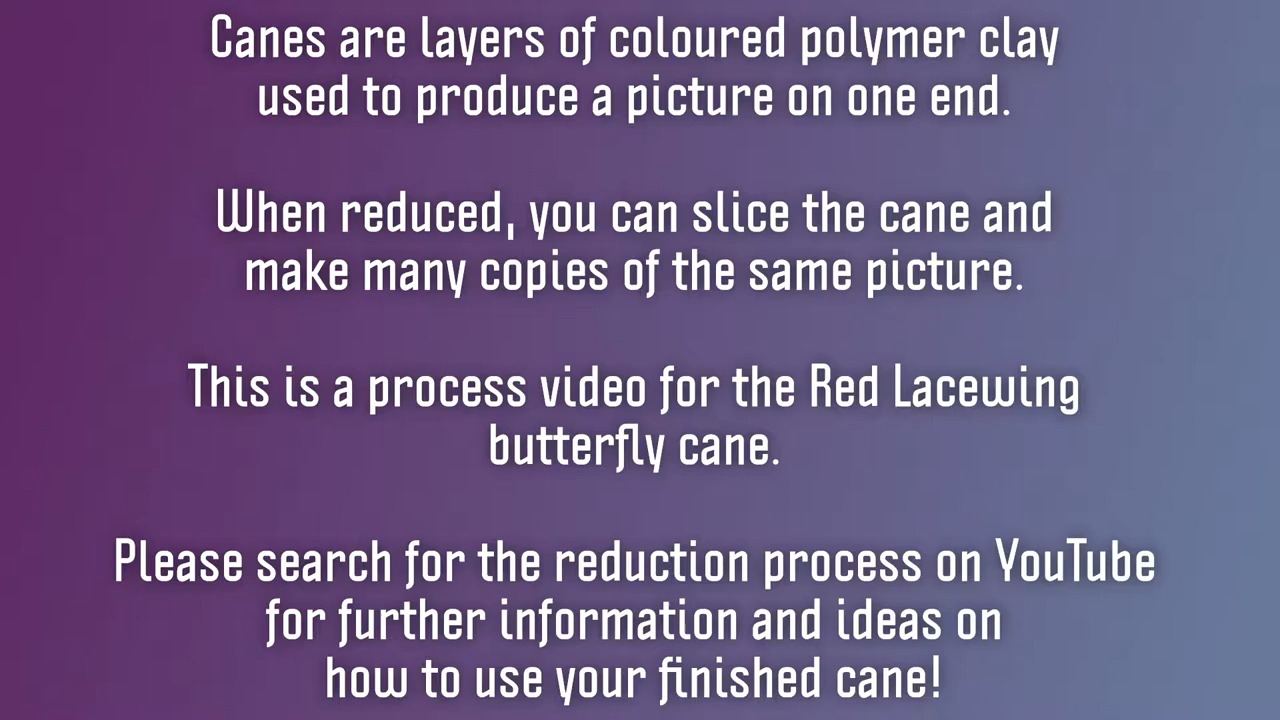 Canes are layers of coloured polymer clay
used to produce a picture on one end.
When reduced, you can slice the cane and
make many copies of the same picture.
This is a process video for the Red Lacewing
butterfly cane.
Please search for the reduction process on YouTube
for further information and ideas on
how to use your finished cane!